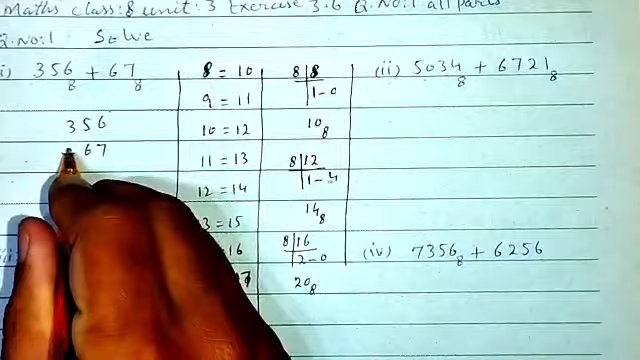 Maths class:8 unit:3 Exercise 3.6 Q.No:1 all parts
Q.No:1 Solve
i) 356₈ + 67₈
356
67
8 = 10
9 = 11
10 = 12
11 = 13
12 = 14
3 = 15
16
8 8
1-0
10₈
8 12
1-4
14₈
8 16
2-0
20₈
(ii) 5034₈ + 6721₈
(iv) 7356₈ + 6256